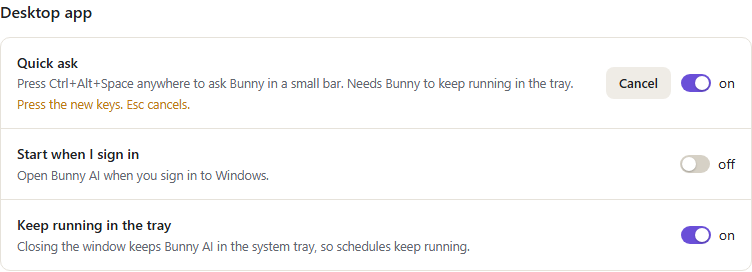 Desktop app
Quick ask
Press Ctrl+Alt+Space anywhere to ask Bunny in a small bar. Needs Bunny to keep running in the tray.
Press the new keys. Esc cancels.
Cancel
on
Start when I sign in
Open Bunny AI when you sign in to Windows.
off
Keep running in the tray
Closing the window keeps Bunny AI in the system tray, so schedules keep running.
on